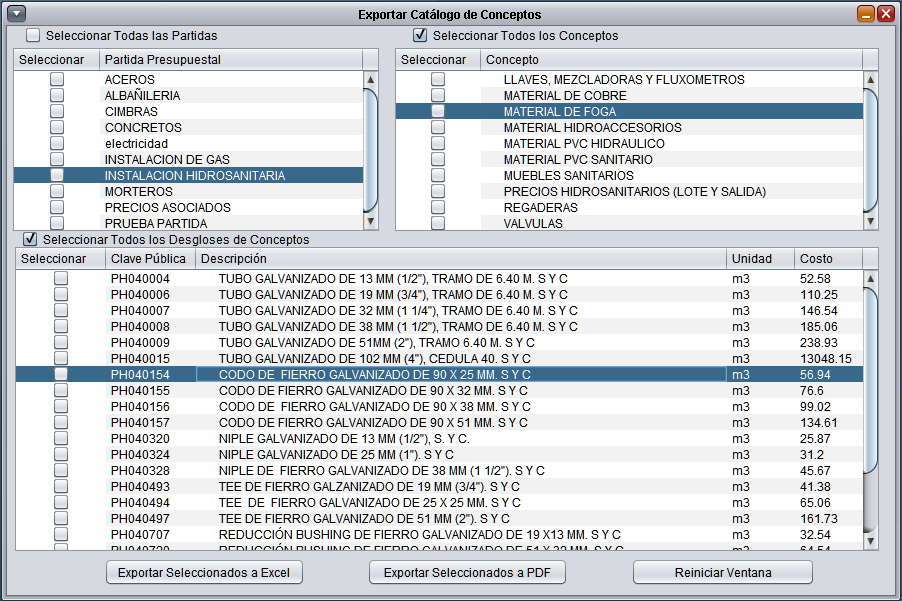 Exportar Catálogo de Conceptos
Seleccionar Todas las Partidas
Seleccionar Todos los Conceptos
Seleccionar Partida Presupuestal
ACEROS
ALBAÑILERIA
CIMBRAS
CONCRETOS
electricidad
INSTALACION DE GAS
INSTALACION HIDROSANITARIA
MORTEROS
PRECIOS ASOCIADOS
PRUEBA PARTIDA
Seleccionar Concepto
LLAVES, MEZCLADORAS Y FLUXOMETROS
MATERIAL DE COBRE
MATERIAL DE FOGA
MATERIAL HIDROACCESORIOS
MATERIAL PVC HIDRAULICO
MATERIAL PVC SANITARIO
MUEBLES SANITARIOS
PRECIOS HIDROSANITARIOS (LOTE Y SALIDA)
REGADERAS
VALVULAS
Seleccionar Todos los Desgloses de Conceptos
Seleccionar Clave Pública Descripción Unidad Costo
PH040004 TUBO GALVANIZADO DE 13 MM (1/2"), TRAMO DE 6.40 M. S Y C m3 52.58
PH040006 TUBO GALVANIZADO DE 19 MM (3/4"), TRAMO DE 6.40 M. S Y C m3 110.25
PH040007 TUBO GALVANIZADO DE 32 MM (1 1/4"), TRAMO DE 6.40 M. S Y C m3 146.54
PH040008 TUBO GALVANIZADO DE 38 MM (1 1/2"), TRAMO DE 6.40 M. S Y C m3 185.06
PH040009 TUBO GALVANIZADO DE 51MM (2"), TRAMO 6.40 M. S Y C m3 238.93
PH040015 TUBO GALVANIZADO DE 102 MM (4"), CEDULA 40. S Y C m3 13048.15
PH040154 CODO DE FIERRO GALVANIZADO DE 90 X 25 MM. S Y C m3 56.94
PH040155 CODO DE FIERRO GALVANIZADO DE 90 X 32 MM. S Y C m3 76.6
PH040156 CODO DE FIERRO GALVANIZADO DE 90 X 38 MM. S Y C m3 99.02
PH040157 CODO DE FIERRO GALVANIZADO DE 90 X 51 MM. S Y C m3 134.61
PH040320 NIPLE GALVANIZADO DE 13 MM (1/2"), S. Y C. m3 25.87
PH040324 NIPLE GALVANIZADO DE 25 MM (1"). S Y C m3 31.2
PH040328 NIPLE DE FIERRO GALVANIZADO DE 38 MM (1 1/2"). S Y C m3 45.67
PH040493 TEE DE FIERRO GALZANIZADO DE 19 MM (3/4"). S Y C m3 41.38
PH040494 TEE DE FIERRO GALVANIZADO DE 25 X 25 MM. S Y C m3 65.06
PH040497 TEE DE FIERRO GALVANIZADO DE 51 MM (2"). S Y C m3 161.73
PH040707 REDUCCIÓN BUSHING DE FIERRO GALVANIZADO DE 19 X13 MM. S Y C m3 32.54
PH040720 REDUCCIÓN BUSHING DE FIERRO GALVANIZADO DE 51 X 32 MM. S Y C m3 64.54
Exportar Seleccionados a Excel
Exportar Seleccionados a PDF
Reiniciar Ventana